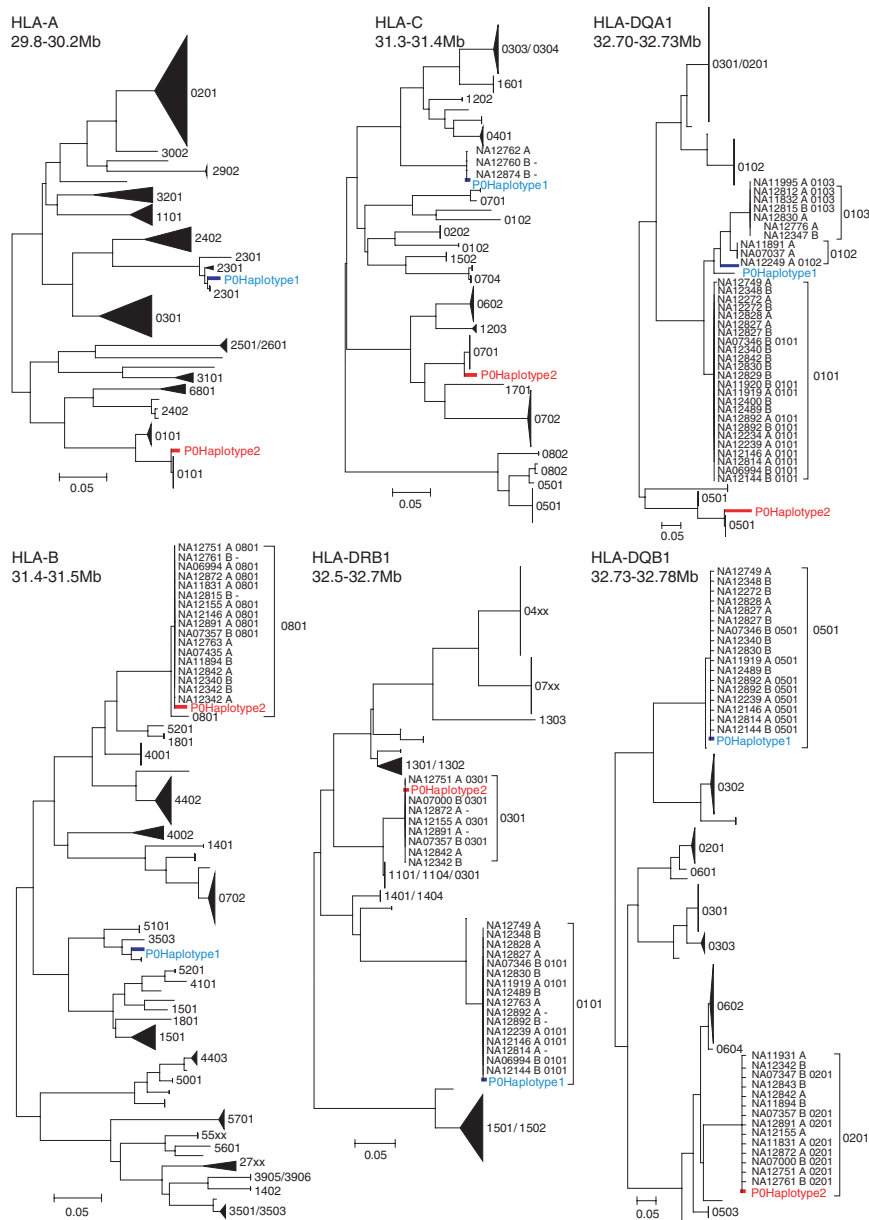 HLA-A
29.8-30.2Mb
0201
3002
2902
3201
1101
2402
2301
2301
P0Haplotype1
2301
0301
2501/2601
3101
6801
2402
0101
P0Haplotype2
0101
0.05
HLA-C
31.3-31.4Mb
0303/0304
1601
1202
0401
NA12762 A
NA12760 B -
NA12874 B -
P0Haplotype1
0701
0102
0202
0102
1502
0704
0602
1203
0701
P0Haplotype2
1701
0702
0802
0802
0501
0501
0.05
HLA-DQA1
32.70-32.73Mb
0301/0201
0102
NA11995 A 0103
NA12812 A 0103
NA11832 A 0103
NA12815 B 0103
NA12830 A
NA12776 A
NA12347 B
0103
NA11891 A
NA07037 A
NA12249 A 0102
0102
P0Haplotype1
NA12749 A
NA12348 B
NA12272 A
NA12272 B
NA12828 A
NA12827 A
NA12827 B
NA07346 B 0101
NA12340 B
NA12842 B
NA12830 B
NA12829 B
NA11920 B 0101
NA11919 A 0101
NA12400 B
NA12489 B
NA12892 A 0101
NA12892 B 0101
NA12234 A 0101
NA12239 A 0101
NA12146 A 0101
NA12814 A 0101
NA06994 B 0101
NA12144 B 0101
0101
0501
P0Haplotype2
0501
0.05
HLA-B
31.4-31.5Mb
NA12751 A 0801
NA12761 B -
NA06994 A 0801
NA12872 A 0801
NA11831 A 0801
NA12815 B -
NA12155 A 0801
NA12146 A 0801
NA12891 A 0801
NA07357 B 0801
NA12763 A
NA07435 A
NA11894 B
NA12842 A
NA12340 B
NA12342 B
NA12342 A
P0Haplotype2
0801
0801
5201
1801
4001
4402
4002
1401
0702
5101
3503
P0Haplotype1
5201
4101
1501
1801
1501
4403
5001
5701
55xx
5601
27xx
3905/3906
1402
3501/3503
0.05
HLA-DRB1
32.5-32.7Mb
04xx
07xx
1303
1301/1302
NA12751 A 0301
P0Haplotype2
NA07000 B 0301
NA12872 A -
NA12155 A 0301
NA12891 A -
NA07357 B 0301
NA12842 A
NA12342 B
0301
1101/1104/0301
1401/1404
NA12749 A
NA12348 B
NA12828 A
NA12827 A
NA07346 B 0101
NA12830 B
NA11919 A 0101
NA12489 B
NA12763 A
NA12892 A -
NA12892 B -
NA12239 A 0101
NA12146 A 0101
NA12814 A -
NA06994 B 0101
NA12144 B 0101
P0Haplotype1
0101
1501/1502
0.05
HLA-DQB1
32.73-32.78Mb
NA12749 A
NA12348 B
NA12272 B
NA12828 A
NA12827 A
NA12827 B
NA07346 B 0501
NA12340 B
NA12830 B
NA11919 A 0501
NA12489 B
NA12892 A 0501
NA12892 B 0501
NA12239 A 0501
NA12146 A 0501
NA12814 A 0501
NA12144 B 0501
P0Haplotype1
0501
0302
0201
0601
0301
0303
0602
0604
NA11931 A
NA12342 B
NA07347 B 0201
NA12843 B
NA12842 A
NA11894 B
NA07357 B 0201
NA12891 A 0201
NA12155 A
NA11831 A 0201
NA12872 A 0201
NA07000 B 0201
NA12751 A 0201
NA12761 B 0201
P0Haplotype2
0201
0503
0.05